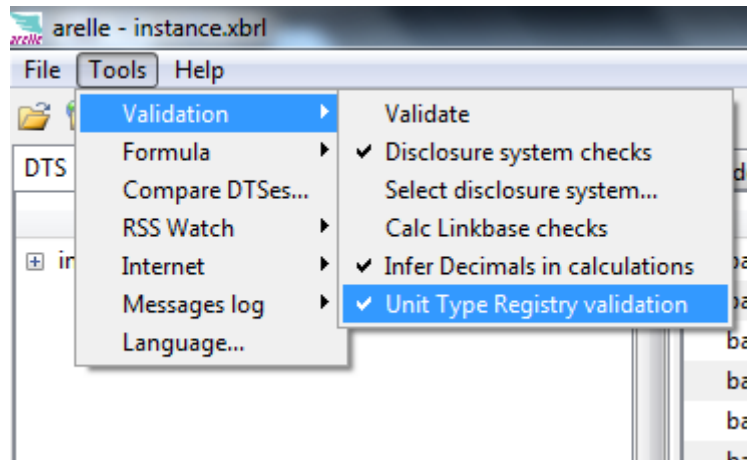 arelle
arelle - instance.xbrl
File Tools Help
DTS
Validation
Formula
Compare DTSes...
RSS Watch
Internet
Messages log
Language...
Validate
Disclosure system checks
Select disclosure system...
Calc Linkbase checks
Infer Decimals in calculations
Unit Type Registry validation